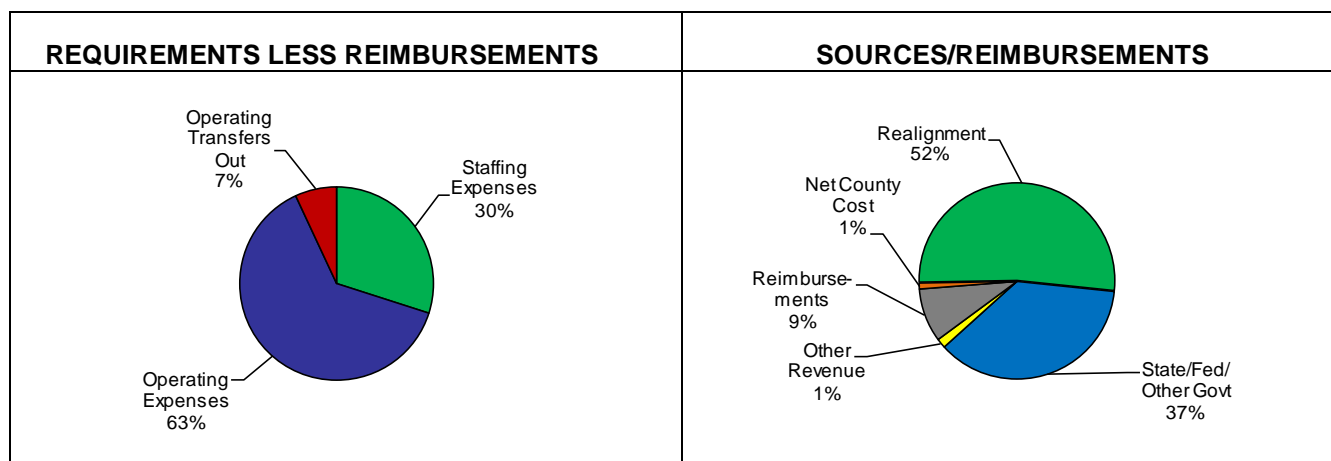 REQUIREMENTS LESS REIMBURSEMENTS
Operating
Transfers
Out
7%
Staffing
Expenses
30%
Operating
Expenses
63%
SOURCES/REIMBURSEMENTS
Realignment
52%
Net County
Cost
1%
Reimburse-
ments
9%
Other
Revenue
1%
State/Fed/
Other Govt
37%